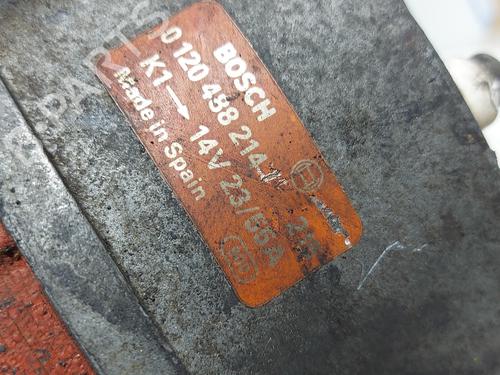 BOSCH
0 120 488 214
K1→ 14V 23/55A
Made in Spain